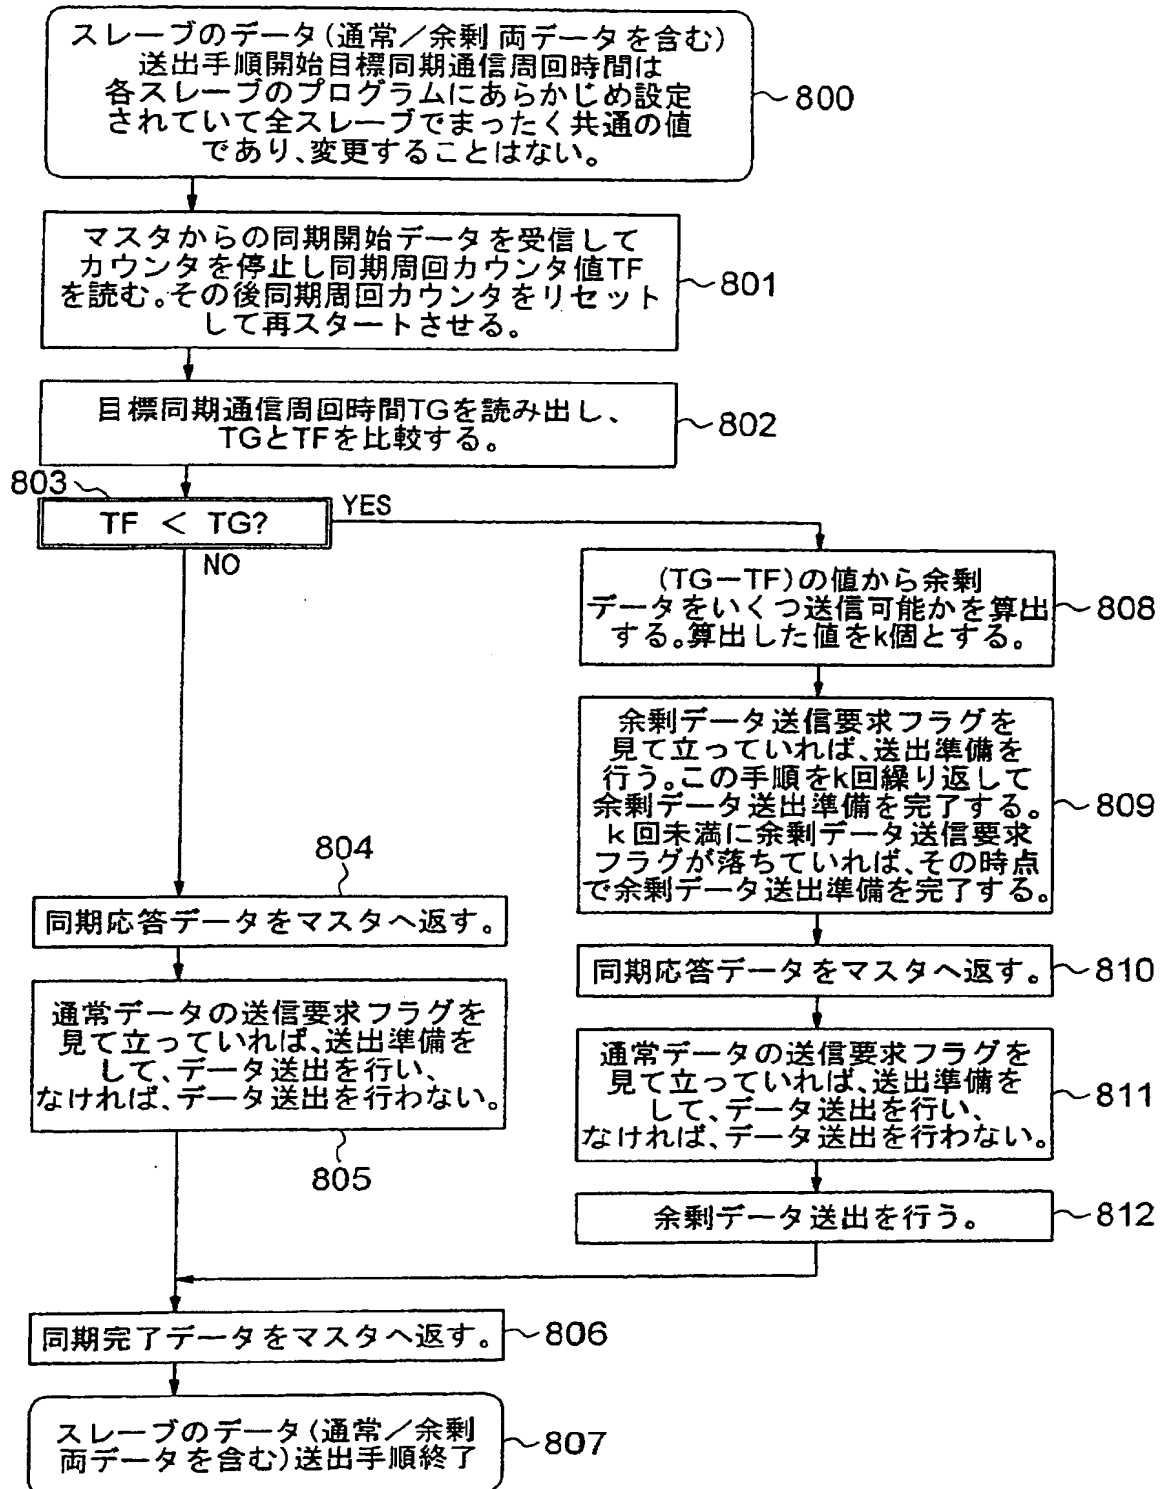 スレーブのデータ(通常／余剰 両データを含む)
送出手順開始目標同期通信周回時間は
各スレーブのプログラムにあらかじめ設定
されていて全スレーブでまったく共通の値
であり、変更することはない。
800
マスタからの同期開始データを受信して
カウンタを停止し同期周回カウンタ値TF
を読む。その後同期周回カウンタをリセット
して再スタートさせる。
801
目標同期通信周回時間TGを読み出し、
TGとTFを比較する。
802
803
TF < TG?
YES
NO
(TG－TF)の値から余剰
データをいくつ送信可能かを算出
する。算出した値をk個とする。
808
余剰データ送信要求フラグを
見て立っていれば、送出準備を
行う。この手順をk回繰り返して
余剰データ送出準備を完了する。
k回未満に余剰データ送信要求
フラグが落ちていれば、その時点
で余剰データ送出準備を完了する。
809
804
同期応答データをマスタへ返す。
同期応答データをマスタへ返す。
810
通常データの送信要求フラグを
見て立っていれば、送出準備を
して、データ送出を行い、
なければ、データ送出を行わない。
805
通常データの送信要求フラグを
見て立っていれば、送出準備を
して、データ送出を行い、
なければ、データ送出を行わない。
811
余剰データ送出を行う。
812
同期完了データをマスタへ返す。
806
スレーブのデータ(通常／余剰
両データを含む)送出手順終了
807